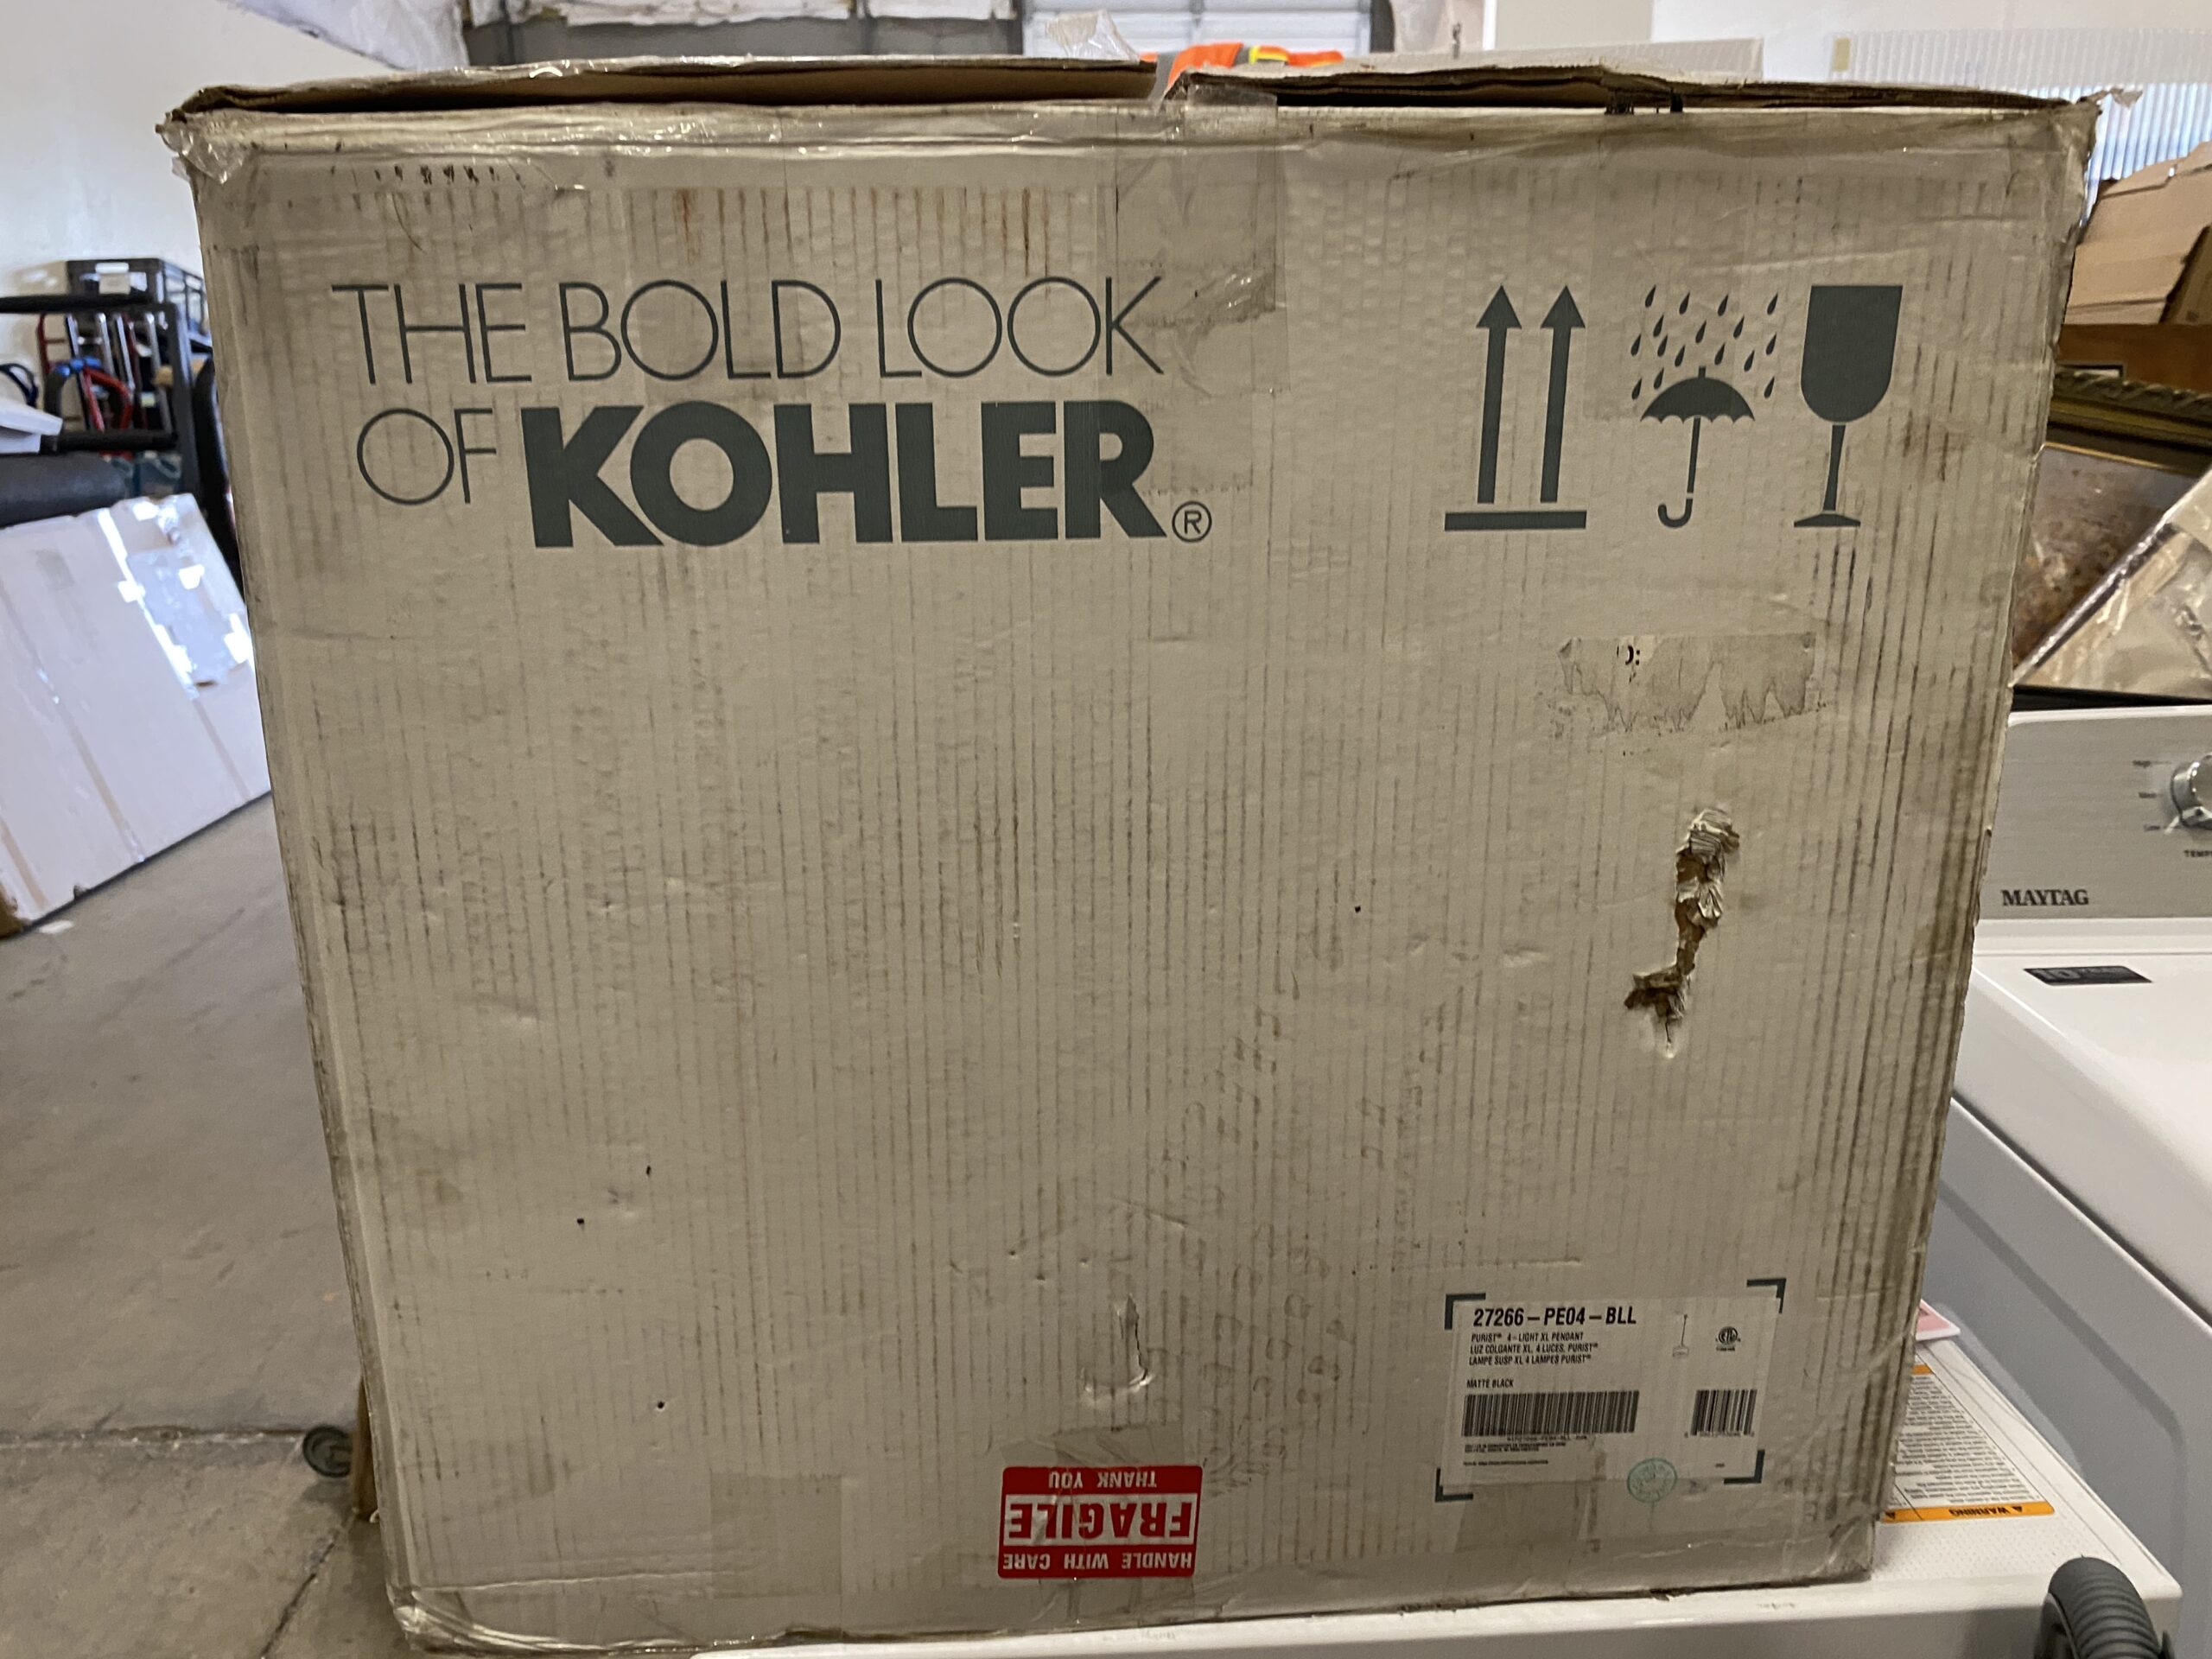 THE BOLD LOOK
OF KOHLER®
MAYTAG
27266-PE04-BLL
PURIST™ 4-LIGHT XL PENDANT
LUZ COLGANTE XL, 4 LUCES, PURIST™
LAMPE SUSP XL 4 LAMPES PURIST™
MATTE BLACK
HANDLE WITH CARE
FRAGILE
THANK YOU
WARNING